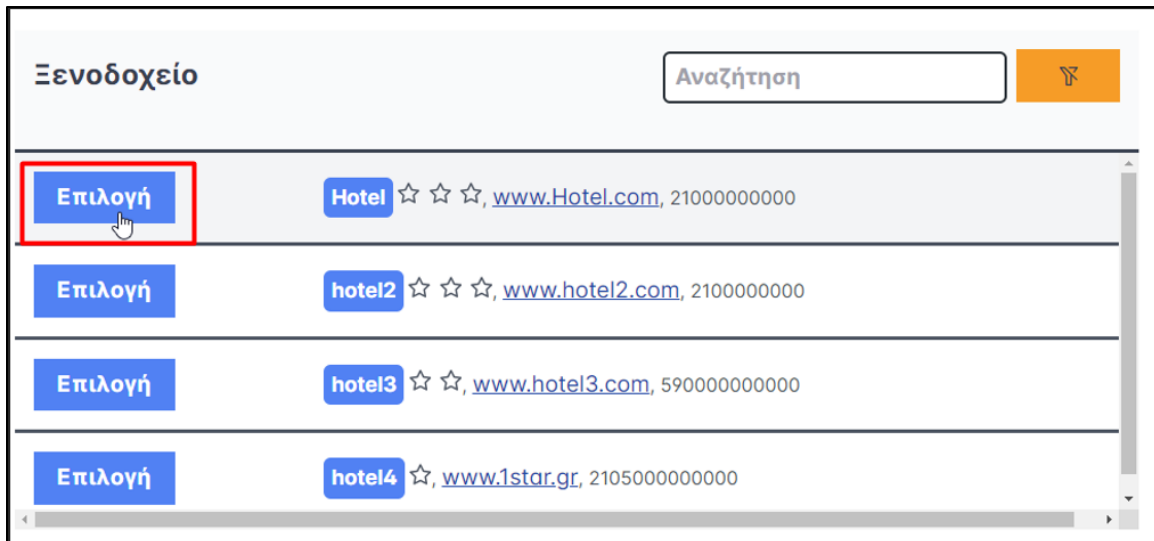 Ξενοδοχείο Αναζήτηση
Επιλογή Hotel ☆ ☆ ☆, www.Hotel.com, 21000000000
Επιλογή hotel2 ☆ ☆ ☆, www.hotel2.com, 2100000000
Επιλογή hotel3 ☆ ☆, www.hotel3.com, 590000000000
Επιλογή hotel4 ☆, www.1star.gr, 2105000000000